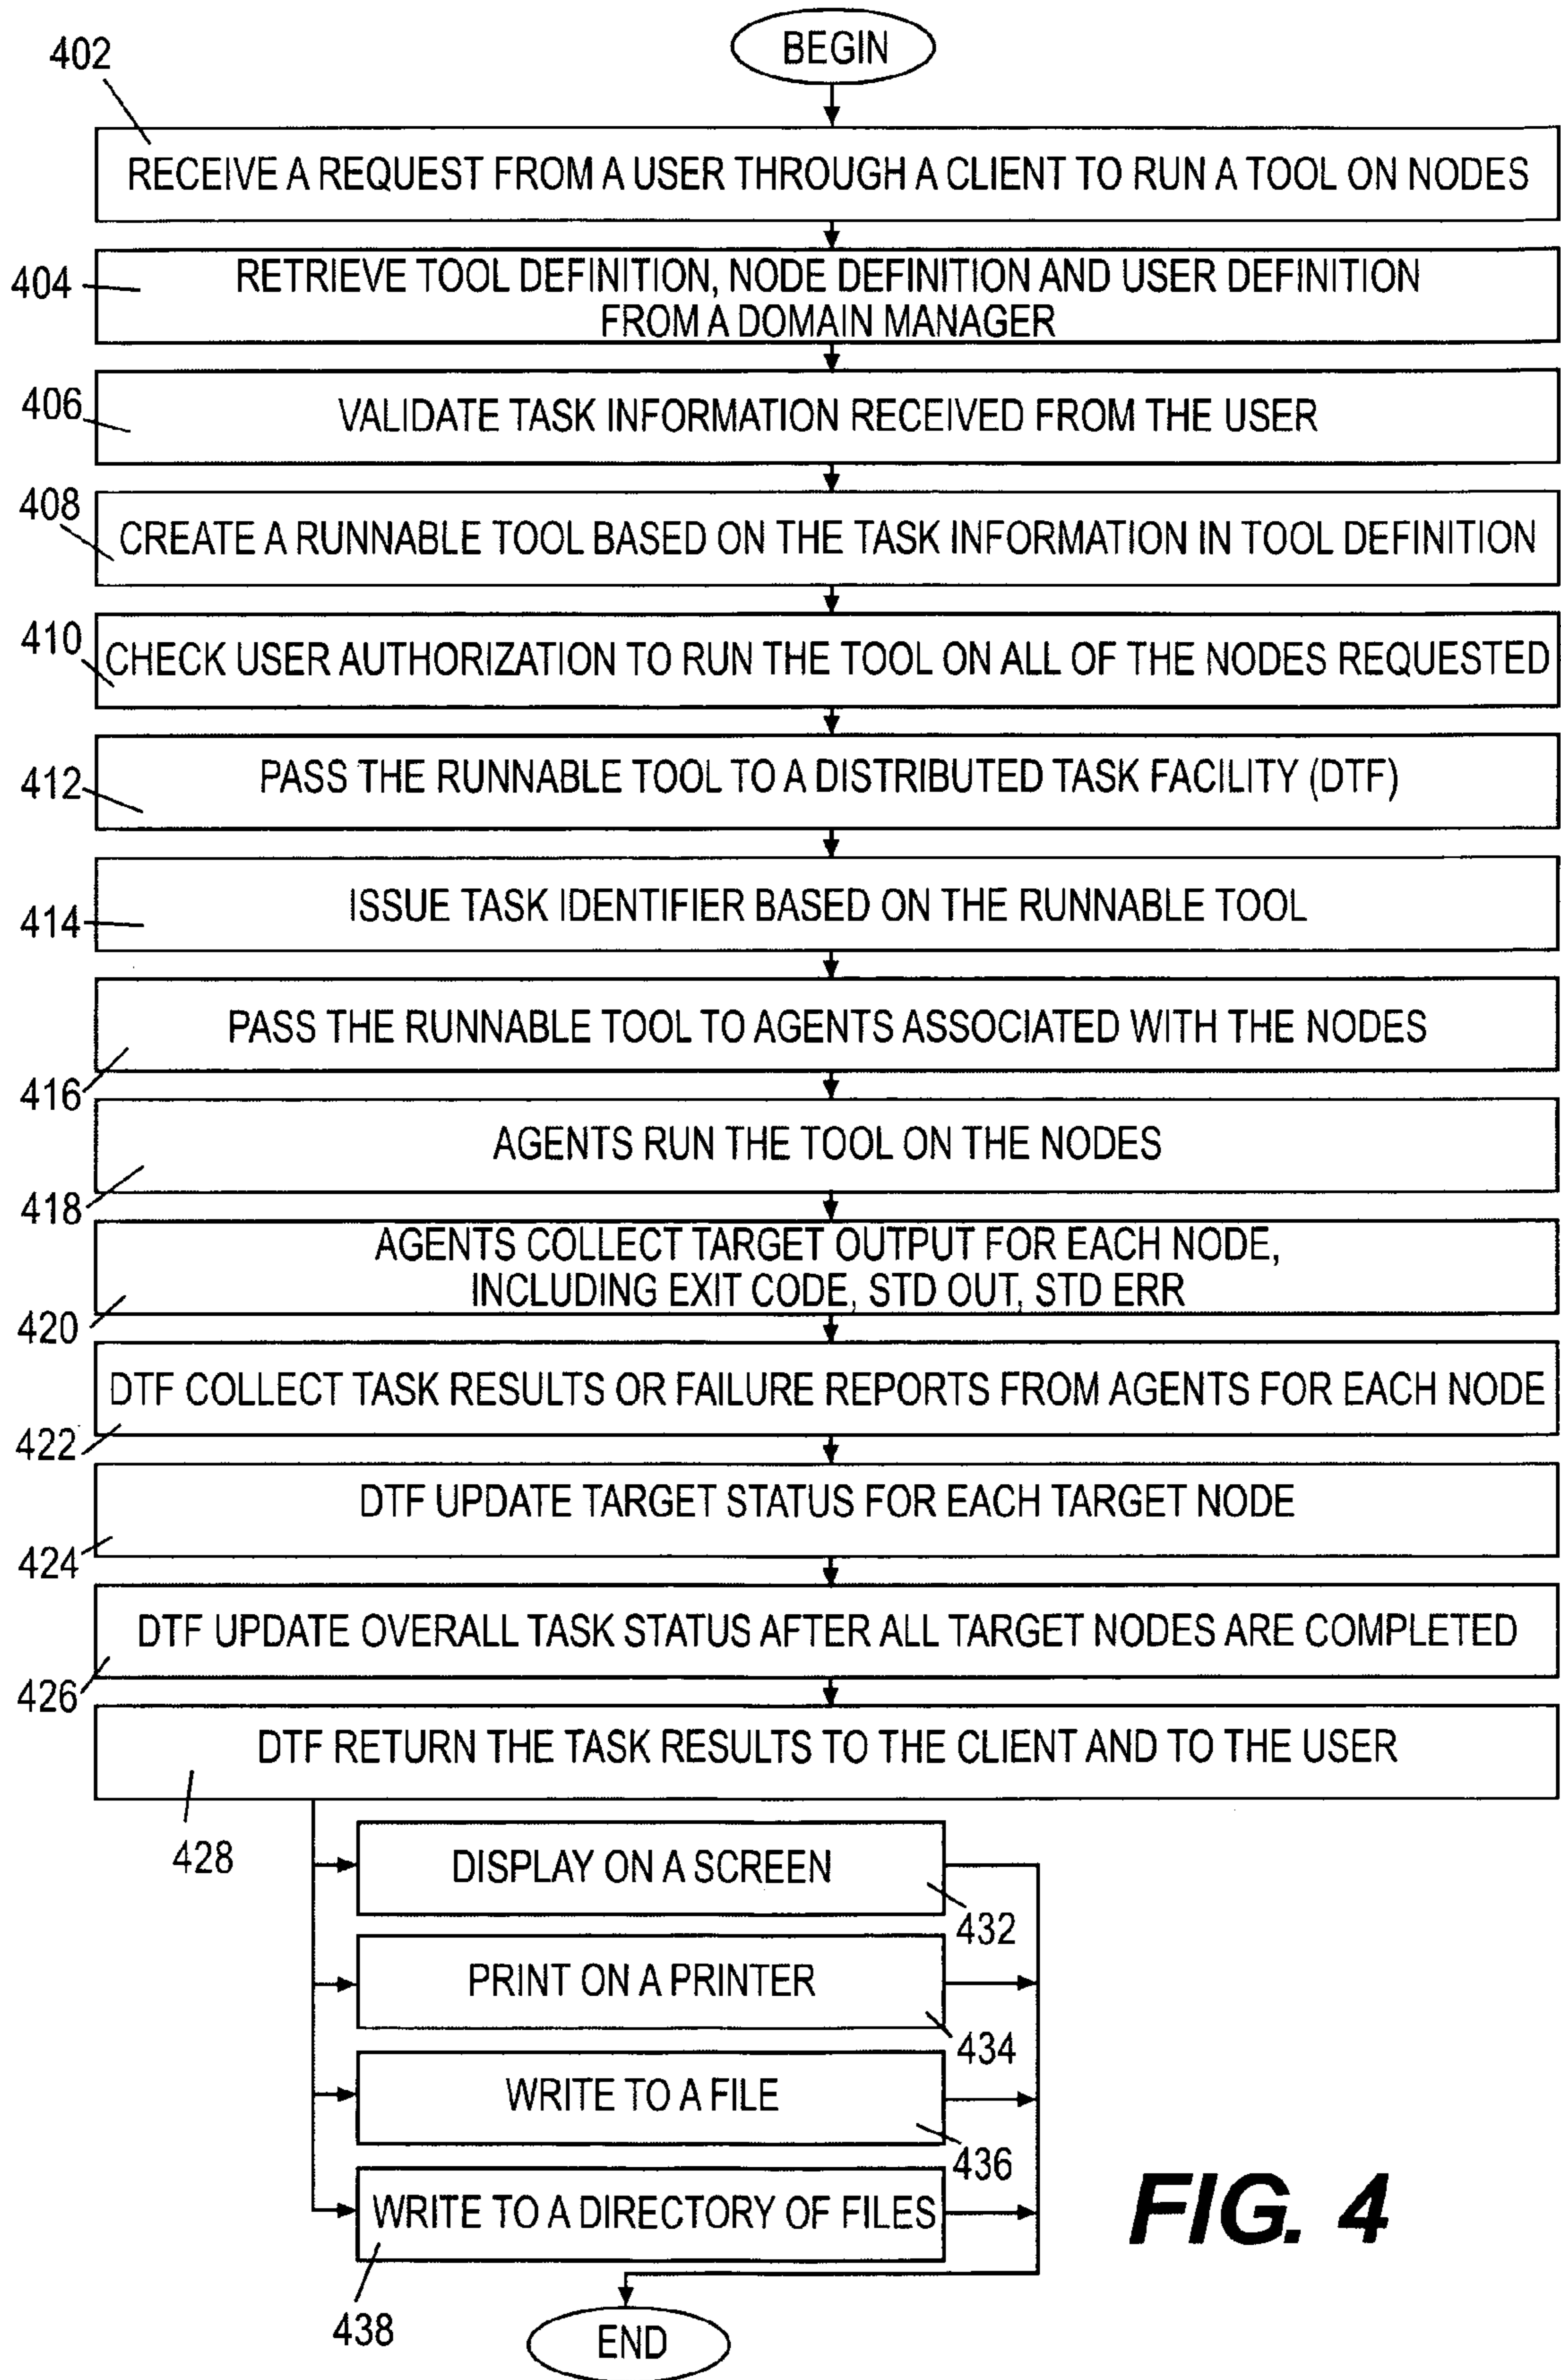 BEGIN
402
RECEIVE A REQUEST FROM A USER THROUGH A CLIENT TO RUN A TOOL ON NODES
404
RETRIEVE TOOL DEFINITION, NODE DEFINITION AND USER DEFINITION
FROM A DOMAIN MANAGER
406
VALIDATE TASK INFORMATION RECEIVED FROM THE USER
408
CREATE A RUNNABLE TOOL BASED ON THE TASK INFORMATION IN TOOL DEFINITION
410
CHECK USER AUTHORIZATION TO RUN THE TOOL ON ALL OF THE NODES REQUESTED
412
PASS THE RUNNABLE TOOL TO A DISTRIBUTED TASK FACILITY (DTF)
414
ISSUE TASK IDENTIFIER BASED ON THE RUNNABLE TOOL
PASS THE RUNNABLE TOOL TO AGENTS ASSOCIATED WITH THE NODES
416
AGENTS RUN THE TOOL ON THE NODES
418
AGENTS COLLECT TARGET OUTPUT FOR EACH NODE,
INCLUDING EXIT CODE, STD OUT, STD ERR
420
DTF COLLECT TASK RESULTS OR FAILURE REPORTS FROM AGENTS FOR EACH NODE
422
DTF UPDATE TARGET STATUS FOR EACH TARGET NODE
424
DTF UPDATE OVERALL TASK STATUS AFTER ALL TARGET NODES ARE COMPLETED
426
DTF RETURN THE TASK RESULTS TO THE CLIENT AND TO THE USER
428
DISPLAY ON A SCREEN
432
PRINT ON A PRINTER
434
WRITE TO A FILE
436
WRITE TO A DIRECTORY OF FILES
438
END
FIG. 4